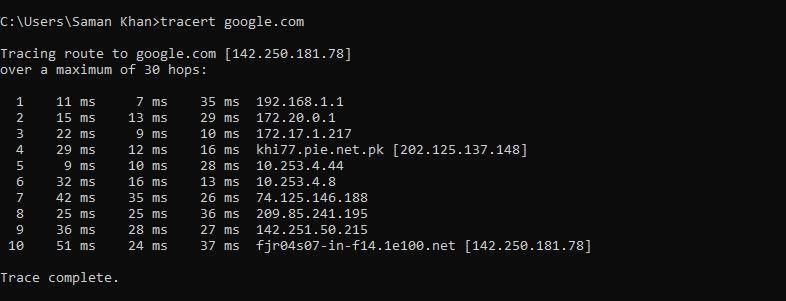 C:\Users\Saman Khan>tracert google.com
Tracing route to google.com [142.250.181.78]
over a maximum of 30 hops:
1 11 ms 7 ms 35 ms 192.168.1.1
2 15 ms 13 ms 29 ms 172.20.0.1
3 22 ms 9 ms 10 ms 172.17.1.217
4 29 ms 12 ms 16 ms khi77.pie.net.pk [202.125.137.148]
5 9 ms 10 ms 28 ms 10.253.4.44
6 32 ms 16 ms 13 ms 10.253.4.8
7 42 ms 35 ms 26 ms 74.125.146.188
8 25 ms 25 ms 36 ms 209.85.241.195
9 36 ms 28 ms 27 ms 142.251.50.215
10 51 ms 24 ms 37 ms fjr04s07-in-f14.1e100.net [142.250.181.78]
Trace complete.